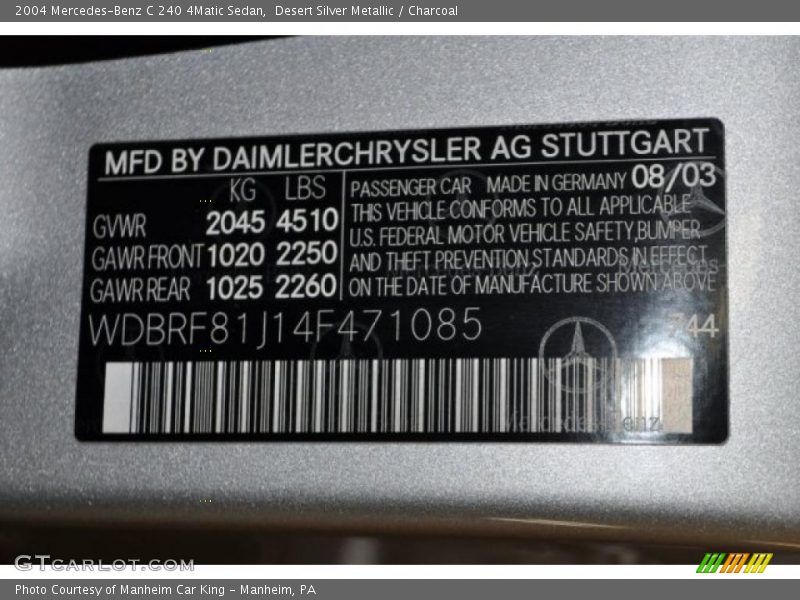 2004 Mercedes-Benz C 240 4Matic Sedan, Desert Silver Metallic / Charcoal
MFD BY DAIMLERCHRYSLER AG STUTTGART
KG LBS
GVWR 2045 4510
GAWR FRONT 1020 2250
GAWR REAR 1025 2260
PASSENGER CAR MADE IN GERMANY 08/03
THIS VEHICLE CONFORMS TO ALL APPLICABLE
U.S. FEDERAL MOTOR VEHICLE SAFETY, BUMPER
AND THEFT PREVENTION STANDARDS IN EFFECT
ON THE DATE OF MANUFACTURE SHOWN ABOVE
WDBRF81J14F471085
744
GTcarlot.com
Photo Courtesy of Manheim Car King - Manheim, PA